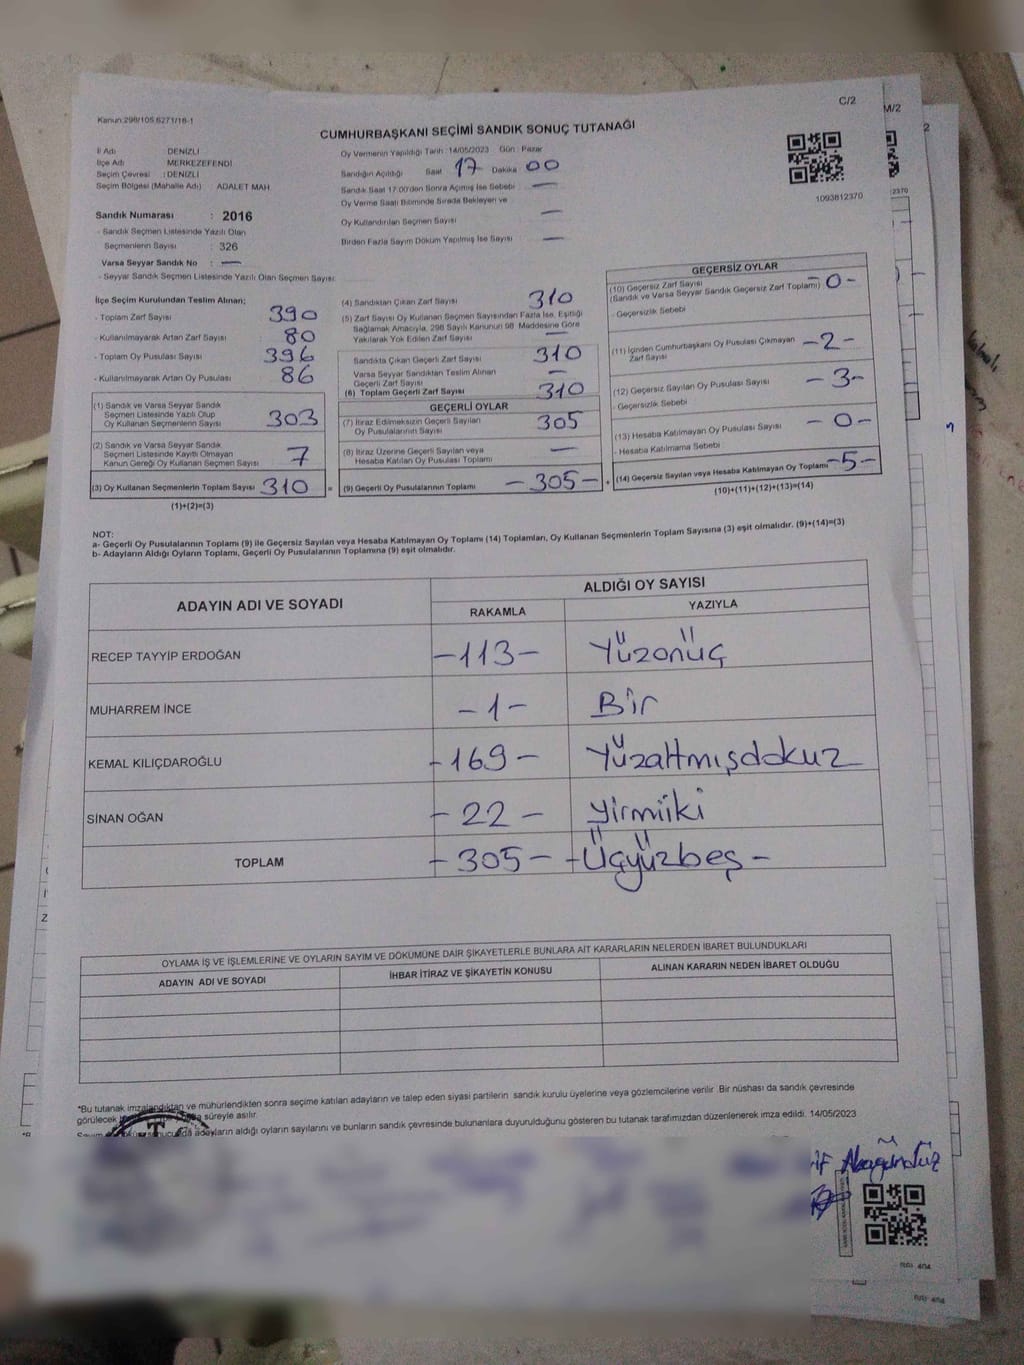 C/2
M/2
Kanun:298/105 6271/18-1
CUMHURBAŞKANI SEÇİMİ SANDIK SONUÇ TUTANAĞI
İl Adı DENİZLİ
İlçe Adı MERKEZEFENDİ
Seçim Çevresi : DENİZLİ
Seçim Bölgesi (Mahalle Adı) : ADALET MAH.
Sandık Numarası : 2016
- Sandık Seçmen Listesinde Yazılı Olan
Seçmenlerin Sayısı : 326
Varsa Seyyar Sandık No : —
- Seyyar Sandık Seçmen Listesinde Yazılı Olan Seçmen Sayısı:
Oy Vermenin Yapıldığı Tarih :14/05/2023 Gün : Pazar
Sandığın Açıldığı Saat 17 Dakika 00
Sandık Saat 17:00'den Sonra Açılmış İse Sebebi —
Oy Verme Saati Bitiminde Sırada Bekleyen ve
Oy Kullandırılan Seçmen Sayısı —
Birden Fazla Sayım Döküm Yapılmış İse Sayısı —
1093812370
2370
İlçe Seçim Kurulundan Teslim Alınan;
- Toplam Zarf Sayısı 390
- Kullanılmayarak Artan Zarf Sayısı 80
- Toplam Oy Pusulası Sayısı 396
- Kullanılmayarak Artan Oy Pusulası 86
(1) Sandık ve Varsa Seyyar Sandık
Seçmen Listesinde Yazılı Olup
Oy Kullanan Seçmenlerin Sayısı 303
(2) Sandık ve Varsa Seyyar Sandık
Seçmen Listesinde Kayıtlı Olmayan
Kanun Gereği Oy Kullanan Seçmen Sayısı 7
(3) Oy Kullanan Seçmenlerin Toplam Sayısı 310
(1)+(2)=(3)
(4) Sandıktan Çıkan Zarf Sayısı 310
(5) Zarf Sayısı Oy Kullanan Seçmen Sayısından Fazla İse, Eşitliği
Sağlamak Amacıyla, 298 Sayılı Kanunun 98. Maddesine Göre
Yakılarak Yok Edilen Zarf Sayısı —
Sandıkta Çıkan Geçerli Zarf Sayısı 310
Varsa Seyyar Sandıktan Teslim Alınan
Geçerli Zarf Sayısı —
(6) Toplam Geçerli Zarf Sayısı 310
GEÇERLİ OYLAR
(7) İtiraz Edilmeksizin Geçerli Sayılan
Oy Pusulalarının Sayısı 305
(8) İtiraz Üzerine Geçerli Sayılan veya
Hesaba Katılan Oy Pusulası Toplamı —
= (9) Geçerli Oy Pusulalarının Toplamı -305-
GEÇERSİZ OYLAR
(10) Geçersiz Zarf Sayısı
(Sandık ve Varsa Seyyar Sandık Geçersiz Zarf Toplamı) -0-
- Geçersizlik Sebebi
(11) İçinden Cumhurbaşkanı Oy Pusulası Çıkmayan
Zarf Sayısı -2-
(12) Geçersiz Sayılan Oy Pusulası Sayısı -3-
- Geçersizlik Sebebi
(13) Hesaba Katılmayan Oy Pusulası Sayısı -0-
- Hesaba Katılmama Sebebi
+ (14) Geçersiz Sayılan veya Hesaba Katılmayan Oy Toplamı -5-
(10)+(11)+(12)+(13)=(14)
NOT:
a- Geçerli Oy Pusulalarının Toplamı (9) ile Geçersiz Sayılan veya Hesaba Katılmayan Oy Toplamı (14) Toplamları, Oy Kullanan Seçmenlerin Toplam Sayısına (3) eşit olmalıdır. (9)+(14)=(3)
b- Adayların Aldığı Oyların Toplamı, Geçerli Oy Pusulalarının Toplamına (9) eşit olmalıdır.
ADAYIN ADI VE SOYADI
ALDIĞI OY SAYISI
RAKAMLA YAZIYLA
RECEP TAYYİP ERDOĞAN -113- Yüzonüç
MUHARREM İNCE -1- Bir
KEMAL KILIÇDAROĞLU -169- Yüzaltmışdokuz
SİNAN OĞAN -22- yirmiiki
TOPLAM -305- -Üçyüzbeş-
OYLAMA İŞ VE İŞLEMLERİNE VE OYLARIN SAYIM VE DÖKÜMÜNE DAİR ŞİKAYETLERLE BUNLARA AİT KARARLARIN NELERDEN İBARET BULUNDUKLARI
ADAYIN ADI VE SOYADI İHBAR İTİRAZ VE ŞİKAYETİN KONUSU ALINAN KARARIN NEDEN İBARET OLDUĞU
*Bu tutanak imzalandıktan ve mühürlendikten sonra seçime katılan adayların ve talep eden siyasi partilerin sandık kurulu üyelerine veya gözlemcilerine verilir. Bir nüshası da sandık çevresinde
görülecek süreyle asılır.
adayların aldığı oyların sayılarını ve bunların sandık çevresinde bulunanlara duyurulduğunu gösteren bu tutanak tarafımızdan düzenlenerek imza edildi. 14/05/2023